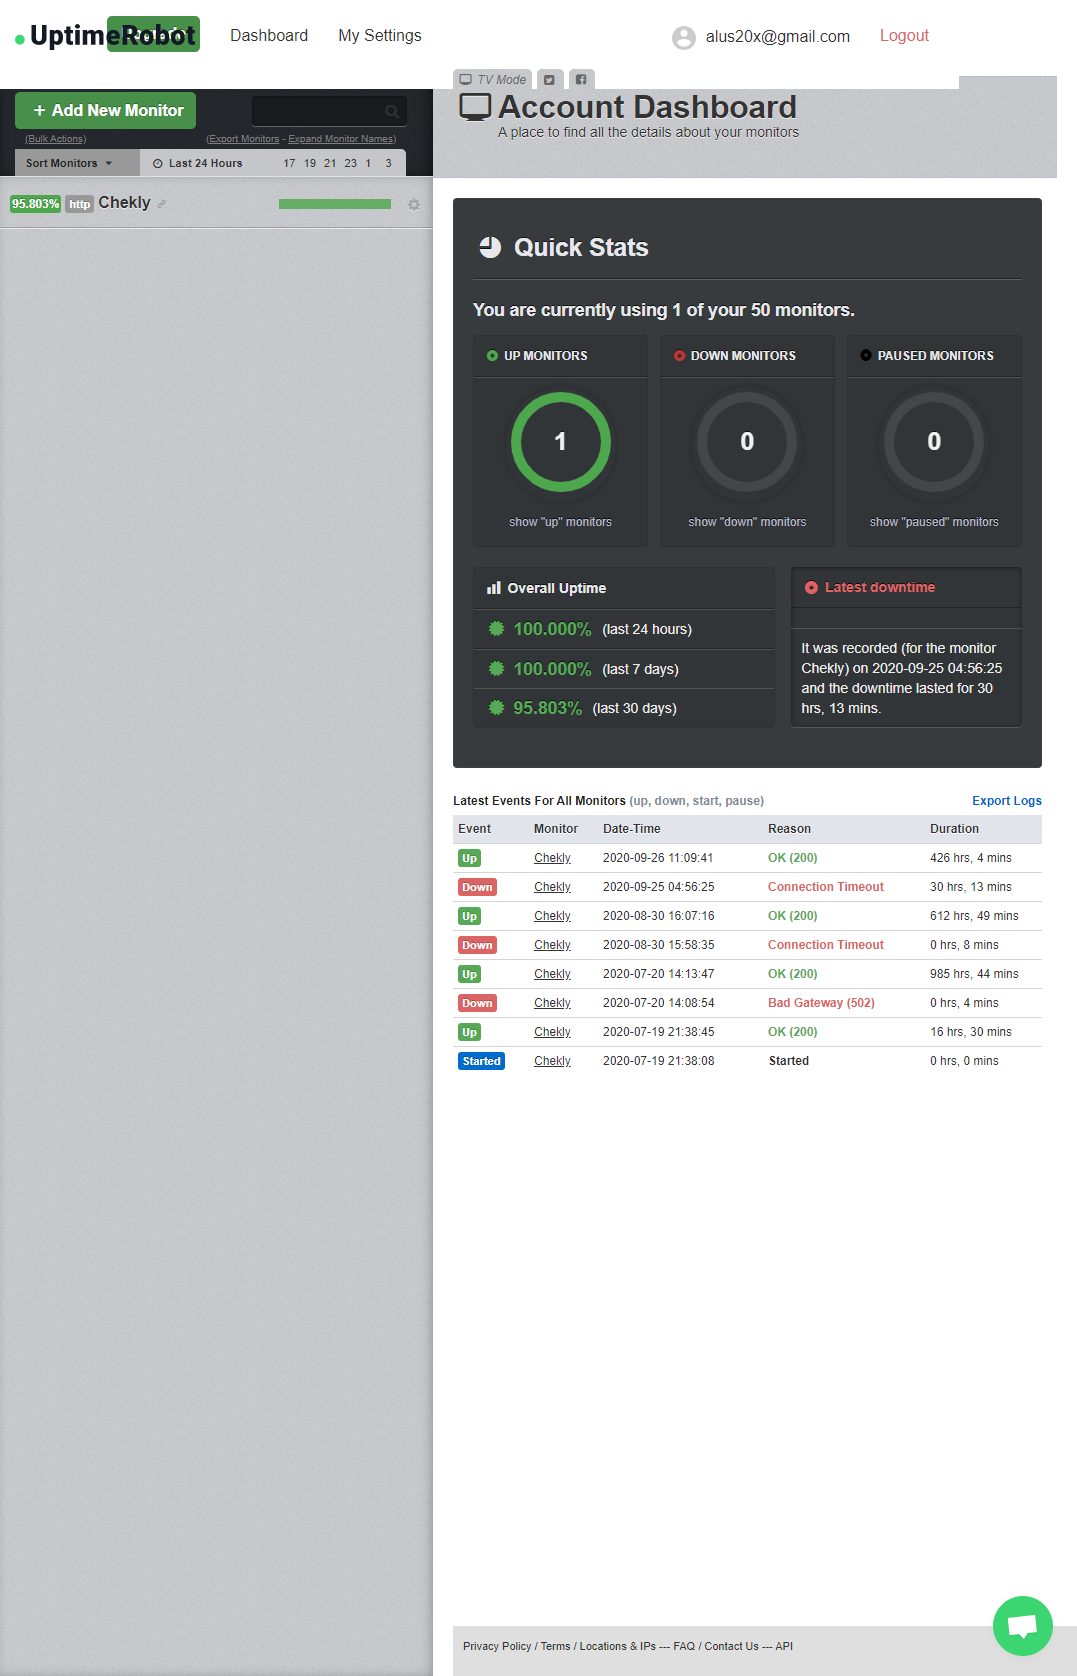 UptimeRobot
Dashboard
My Settings
alus20x@gmail.com
Logout
TV Mode
+ Add New Monitor
(Bulk Actions)
(Export Monitors - Expand Monitor Names)
Sort Monitors
Last 24 Hours
17 19 21 23 1 3
95.803% http Chekly
Account Dashboard
A place to find all the details about your monitors
Quick Stats
You are currently using 1 of your 50 monitors.
UP MONITORS
1
show "up" monitors
DOWN MONITORS
0
show "down" monitors
PAUSED MONITORS
0
show "paused" monitors
Overall Uptime
100.000% (last 24 hours)
100.000% (last 7 days)
95.803% (last 30 days)
Latest downtime
It was recorded (for the monitor
Chekly) on 2020-09-25 04:56:25
and the downtime lasted for 30
hrs, 13 mins.
Latest Events For All Monitors (up, down, start, pause)
Export Logs
Event Monitor Date-Time Reason Duration
Up Chekly 2020-09-26 11:09:41 OK (200) 426 hrs, 4 mins
Down Chekly 2020-09-25 04:56:25 Connection Timeout 30 hrs, 13 mins
Up Chekly 2020-08-30 16:07:16 OK (200) 612 hrs, 49 mins
Down Chekly 2020-08-30 15:58:35 Connection Timeout 0 hrs, 8 mins
Up Chekly 2020-07-20 14:13:47 OK (200) 985 hrs, 44 mins
Down Chekly 2020-07-20 14:08:54 Bad Gateway (502) 0 hrs, 4 mins
Up Chekly 2020-07-19 21:38:45 OK (200) 16 hrs, 30 mins
Started Chekly 2020-07-19 21:38:08 Started 0 hrs, 0 mins
Privacy Policy / Terms / Locations & IPs --- FAQ / Contact Us --- API